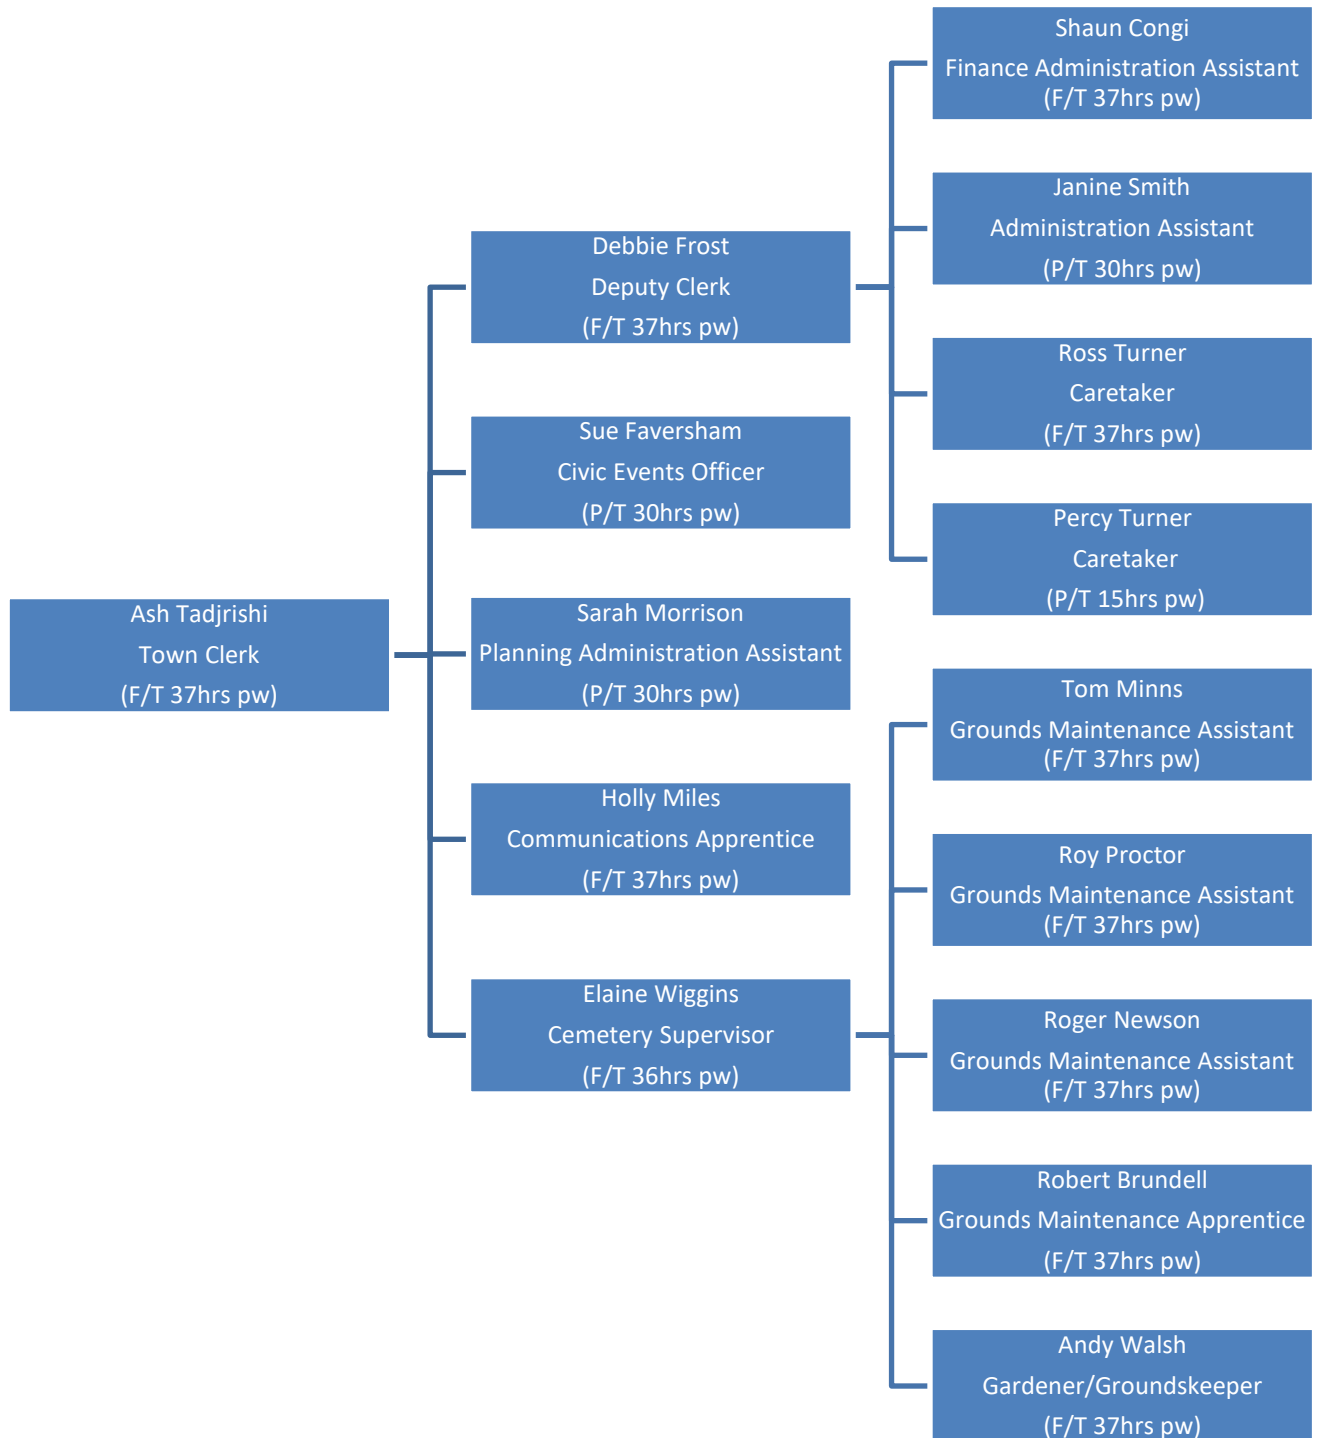 Ash Tadjrishi
Town Clerk
(F/T 37hrs pw)
Debbie Frost
Deputy Clerk
(F/T 37hrs pw)
Sue Faversham
Civic Events Officer
(P/T 30hrs pw)
Sarah Morrison
Planning Administration Assistant
(P/T 30hrs pw)
Holly Miles
Communications Apprentice
(F/T 37hrs pw)
Elaine Wiggins
Cemetery Supervisor
(F/T 36hrs pw)
Shaun Congi
Finance Administration Assistant
(F/T 37hrs pw)
Janine Smith
Administration Assistant
(P/T 30hrs pw)
Ross Turner
Caretaker
(F/T 37hrs pw)
Percy Turner
Caretaker
(P/T 15hrs pw)
Tom Minns
Grounds Maintenance Assistant
(F/T 37hrs pw)
Roy Proctor
Grounds Maintenance Assistant
(F/T 37hrs pw)
Roger Newson
Grounds Maintenance Assistant
(F/T 37hrs pw)
Robert Brundell
Grounds Maintenance Apprentice
(F/T 37hrs pw)
Andy Walsh
Gardener/Groundskeeper
(F/T 37hrs pw)